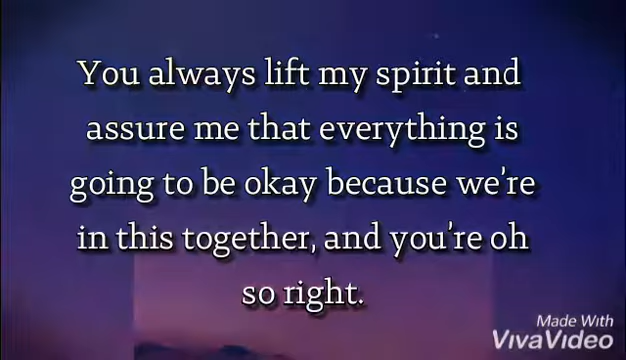 You always lift my spirit and
assure me that everything is
going to be okay because we're
in this together, and you're oh
so right.
Made With
VivaVideo